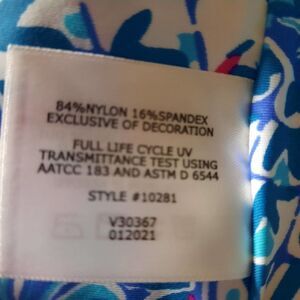 84%NYLON 16%SPANDEX
EXCLUSIVE OF DECORATION
FULL LIFE CYCLE UV
TRANSMITTANCE TEST USING
AATCC 183 AND ASTM D 6544
STYLE #10281
V30367
012021